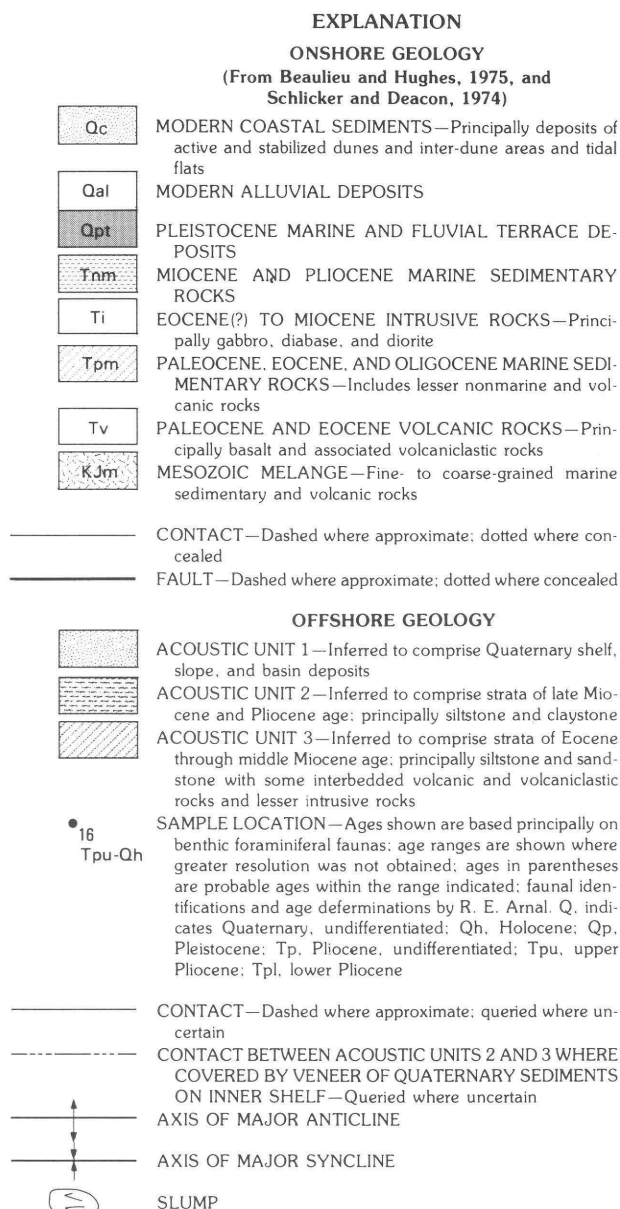 EXPLANATION
ONSHORE GEOLOGY
(From Beaulieu and Hughes, 1975, and
Schlicker and Deacon, 1974)
Qc
MODERN COASTAL SEDIMENTS—Principally deposits of
active and stabilized dunes and inter-dune areas and tidal
flats
Qal
MODERN ALLUVIAL DEPOSITS
Qpt
PLEISTOCENE MARINE AND FLUVIAL TERRACE DE-
POSITS
Tnm
MIOCENE AND PLIOCENE MARINE SEDIMENTARY
ROCKS
Ti
EOCENE(?) TO MIOCENE INTRUSIVE ROCKS—Princi-
pally gabbro, diabase, and diorite
Tpm
PALEOCENE, EOCENE, AND OLIGOCENE MARINE SEDI-
MENTARY ROCKS—Includes lesser nonmarine and vol-
canic rocks
Tv
PALEOCENE AND EOCENE VOLCANIC ROCKS—Prin-
cipally basalt and associated volcaniclastic rocks
KJm
MESOZOIC MELANGE—Fine- to coarse-grained marine
sedimentary and volcanic rocks
CONTACT—Dashed where approximate; dotted where con-
cealed
FAULT—Dashed where approximate; dotted where concealed
OFFSHORE GEOLOGY
ACOUSTIC UNIT 1—Inferred to comprise Quaternary shelf,
slope, and basin deposits
ACOUSTIC UNIT 2—Inferred to comprise strata of late Mio-
cene and Pliocene age; principally siltstone and claystone
ACOUSTIC UNIT 3—Inferred to comprise strata of Eocene
through middle Miocene age; principally siltstone and sand-
stone with some interbedded volcanic and volcaniclastic
rocks and lesser intrusive rocks
16
Tpu-Qh
SAMPLE LOCATION—Ages shown are based principally on
benthic foraminiferal faunas; age ranges are shown where
greater resolution was not obtained; ages in parentheses
are probable ages within the range indicated; faunal iden-
tifications and age deferminations by R. E. Arnal. Q, indi-
cates Quaternary, undifferentiated; Qh, Holocene; Qp,
Pleistocene; Tp, Pliocene, undifferentiated; Tpu, upper
Pliocene; Tpl, lower Pliocene
CONTACT—Dashed where approximate; queried where un-
certain
CONTACT BETWEEN ACOUSTIC UNITS 2 AND 3 WHERE
COVERED BY VENEER OF QUATERNARY SEDIMENTS
ON INNER SHELF—Queried where uncertain
AXIS OF MAJOR ANTICLINE
AXIS OF MAJOR SYNCLINE
SLUMP